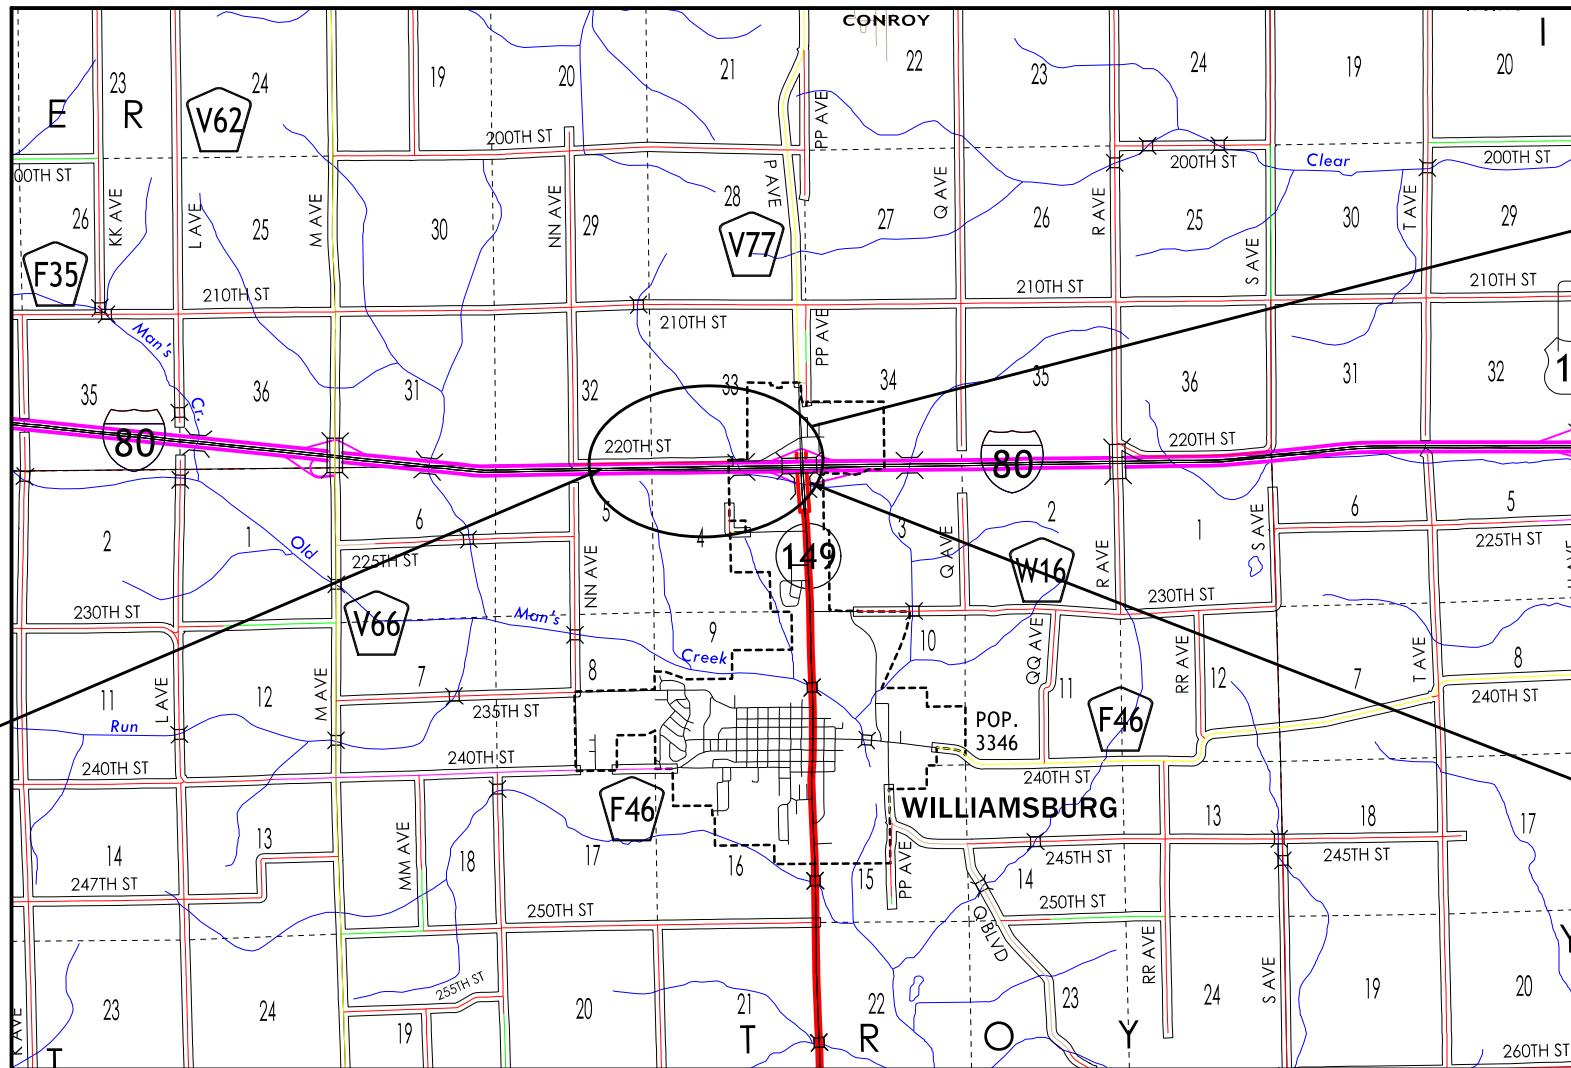 CONROY
I
23
24
19
20
21
22
23
24
19
20
E R
V62
PP AVE
200TH ST
00TH ST
200TH ST
Clear
200TH ST
26
KK AVE
L AVE
25
M AVE
30
NN AVE
29
P AVE
28
27
Q AVE
26
R AVE
25
30
T AVE
29
V77
F35
S AVE
210TH ST
210TH ST
210TH ST
210TH ST
Man's
PP AVE
35
Cr.
36
31
32
33
34
35
36
31
32
1
80
220TH ST
80
220TH ST
2
1
6
5
4
3
2
1
6
5
Old
225TH ST
NN AVE
149
Q AVE
W16
R AVE
S AVE
225TH ST
230TH ST
V66
Man's
230TH ST
9
Creek
10
QQ AVE
RR AVE
T AVE
8
11
L AVE
12
M AVE
7
8
11
12
7
Run
235TH ST
POP.
3346
F46
240TH ST
240TH ST
240TH ST
240TH ST
F46
WILLIAMSBURG
14
13
MM AVE
18
17
16
15
PP AVE
14
13
18
17
245TH ST
245TH ST
247TH ST
250TH ST
250TH ST
Q BLVD
RR AVE
S AVE
Y
255TH ST
23
24
19
20
21
22
23
24
19
20
K AVE
T
T R O Y
260TH ST